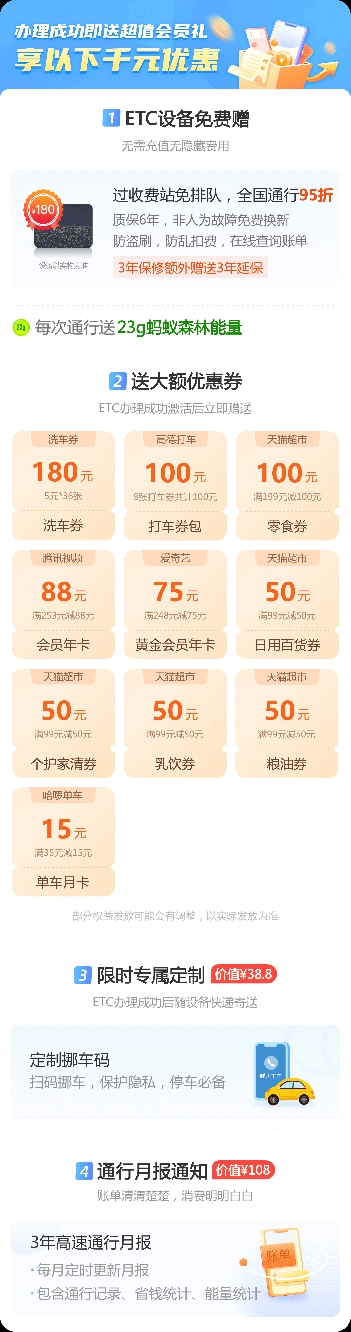 办理成功即送超值会员礼
享以下千元优惠
1 ETC设备免费赠
无需充值无隐藏费用
¥180
过收费站免排队，全国通行95折
质保6年，非人为故障免费换新
防盗刷，防乱扣费，在线查询账单
设备以实物为准
3年保修额外赠送3年延保
23g 每次通行送23g蚂蚁森林能量
2 送大额优惠券
ETC办理成功激活后立即赠送
洗车券 高德打车 天猫超市
180元 100元 100元
5元*36张 8张打车券共计100元 满199元减100元
洗车券 打车券包 零食券
腾讯视频 爱奇艺 天猫超市
88元 75元 50元
满253元减88元 满248元减75元 满99元减50元
会员年卡 黄金会员年卡 日用百货券
天猫超市 天猫超市 天猫超市
50元 50元 50元
满99元减50元 满99元减50元 满99元减50元
个护家清券 乳饮券 粮油券
哈啰单车
15元
满35元减15元
单车月卡
部分权益发放可能会有调整，以实际发放为准
3 限时专属定制 价值¥38.8
ETC办理成功后随设备快递寄送
定制挪车码
扫码挪车，保护隐私，停车必备
4 通行月报通知 价值¥108
账单清清楚楚，消费明明白白
3年高速通行月报
账单
·每月定时更新月报
·包含通行记录、省钱统计、能量统计